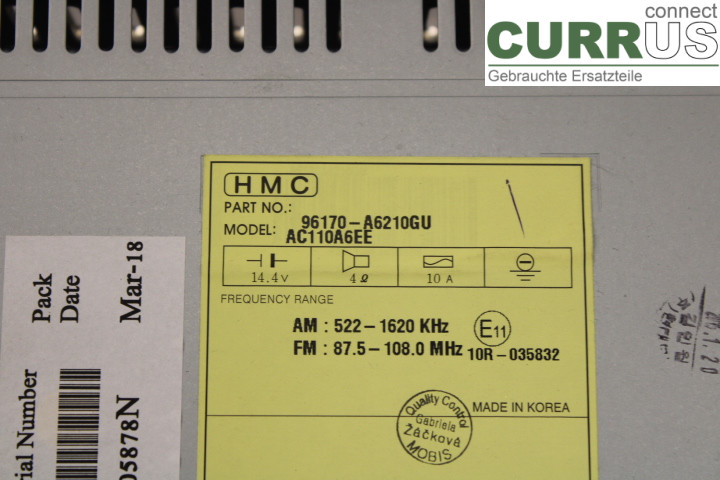 connect
CURRUS
Gebrauchte Ersatzteile
HMC
PART NO.: 96170-A6210GU
MODEL: AC110A6EE
14.4v 4Ω 10 A
FREQUENCY RANGE
AM : 522-1620 KHz
FM : 87.5-108.0 MHz
E11
10R-035832
MADE IN KOREA
Quality Control
Gabriela
Žáčková
MOBIS
Pack
Date
Mar-18
rial Number
05878N